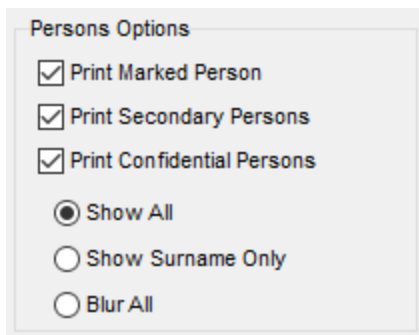 Persons Options
Print Marked Person
Print Secondary Persons
Print Confidential Persons
Show All
Show Surname Only
Blur All